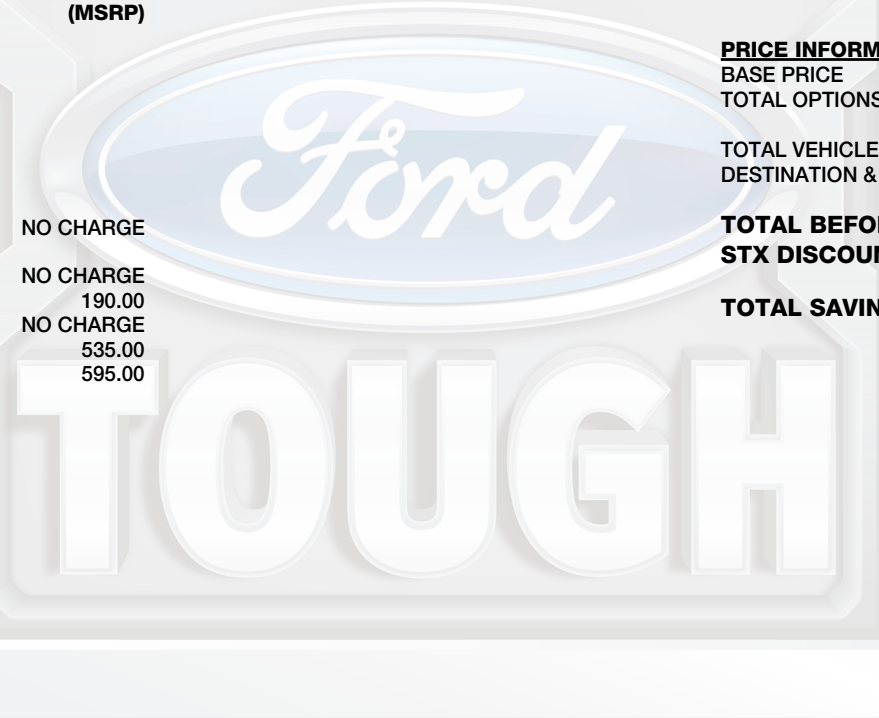 (MSRP)
NO CHARGE
NO CHARGE
190.00
NO CHARGE
535.00
595.00
PRICE INFORM
BASE PRICE
TOTAL OPTIONS
TOTAL VEHICLE
DESTINATION &
TOTAL BEFO
STX DISCOUN
TOTAL SAVIN
Ford
TOUGH